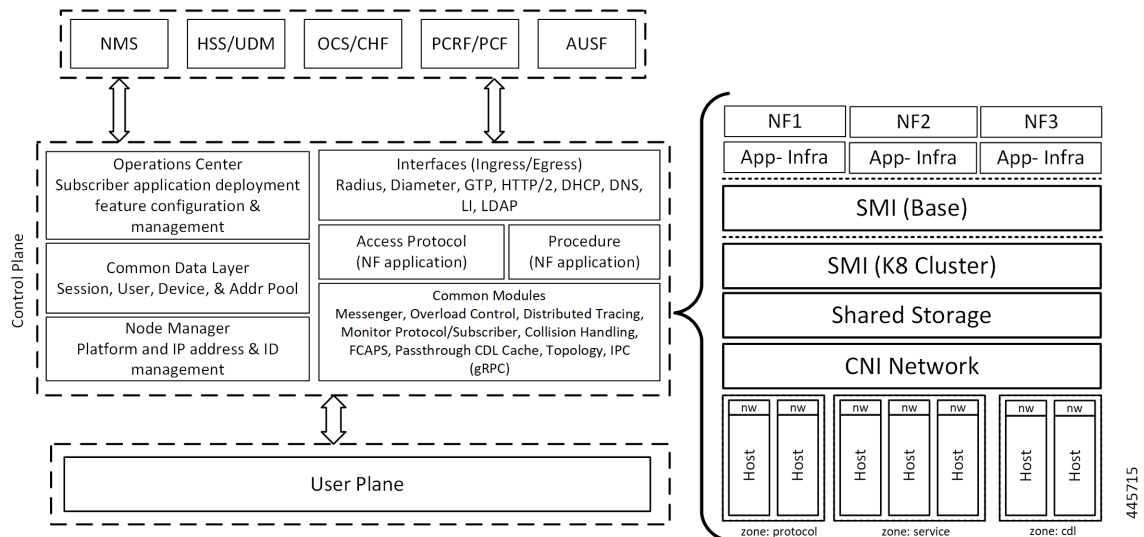 NMS
HSS/UDM
OCS/CHF
PCRF/PCF
AUSF
Control Plane
Operations Center
Subscriber application deployment
feature configuration &
management
Common Data Layer
Session, User, Device, & Addr Pool
Node Manager
Platform and IP address & ID
management
Interfaces (Ingress/Egress)
Radius, Diameter, GTP, HTTP/2, DHCP, DNS,
LI, LDAP
Access Protocol
(NF application)
Procedure
(NF application)
Common Modules
Messenger, Overload Control, Distributed Tracing,
Monitor Protocol/Subscriber, Collision Handling,
FCAPS, Passthrough CDL Cache, Topology, IPC
(gRPC)
User Plane
NF1
NF2
NF3
App- Infra
App- Infra
App- Infra
SMI (Base)
SMI (K8 Cluster)
Shared Storage
CNI Network
nw
nw
nw
nw
nw
nw
nw
Host
Host
Host
Host
Host
Host
Host
zone: protocol
zone: service
zone: cdl
445715